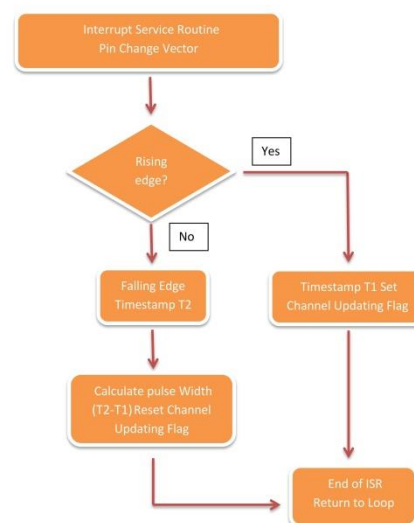 Interrupt Service Routine
Pin Change Vector
Rising
edge?
Yes
No
Falling Edge
Timestamp T2
Timestamp T1 Set
Channel Updating Flag
Calculate pulse Width
(T2-T1) Reset Channel
Updating Flag
End of ISR
Return to Loop